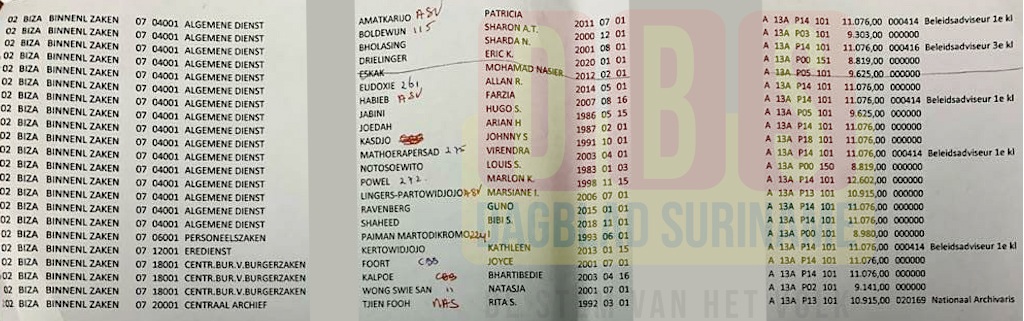 02 BIZA BINNENL ZAKEN 07 04001 ALGEMENE DIENST AMATKARIJO ASV PATRICIA 2011 07 01 A 13A P14 101 11.076,00 000414 Beleidsadviseur 1e kl
02 BIZA BINNENL ZAKEN 07 04001 ALGEMENE DIENST BOLDEWIJN 115 SHARON A.T. 2000 12 01 A 13A P03 101 9.303,00 000000
02 BIZA BINNENL ZAKEN 07 04001 ALGEMENE DIENST BHOLASING SHARDA N. 2001 08 01 A 13A P14 101 11.076,00 000416 Beleidsadviseur 3e kl
02 BIZA BINNENL ZAKEN 07 04001 ALGEMENE DIENST DRIELINGER ERIC K. 2020 01 01 A 13A P00 151 8.819,00 000000
02 BIZA BINNENL ZAKEN 07 04001 ALGEMENE DIENST ESKAK MOHAMAD NASIER 2012 02 01 A 13A P05 101 9.625,00 000000
02 BIZA BINNENL ZAKEN 07 04001 ALGEMENE DIENST EUDOXIE 261 ALLAN R. 2014 05 01 A 13A P14 101 11.076,00 000000
02 BIZA BINNENL ZAKEN 07 04001 ALGEMENE DIENST HABIEB ASV FARZIA 2007 08 16 A 13A P14 101 11.076,00 000414 Beleidsadviseur 1e kl
02 BIZA BINNENL ZAKEN 07 04001 ALGEMENE DIENST JABINI HUGO S. 1986 05 15 A 13A P05 101 9.625,00 000000
02 BIZA BINNENL ZAKEN 07 04001 ALGEMENE DIENST JOEDAH ARIAN H 1987 02 01 A 13A P14 101 11.076,00 000000
02 BIZA BINNENL ZAKEN 07 04001 ALGEMENE DIENST KASDJO JOHNNY S 1991 10 01 A 13A P18 101 11.076,00 000000
02 BIZA BINNENL ZAKEN 07 04001 ALGEMENE DIENST MATHOERAPERSAD 275 VIRENDRA 2003 04 01 A 13A P14 101 11.076,00 000414 Beleidsadviseur 1e kl
02 BIZA BINNENL ZAKEN 07 04001 ALGEMENE DIENST NOTOSOEWITO LOUIS S. 1983 01 03 A 13A P00 150 8.819,00 000000
02 BIZA BINNENL ZAKEN 07 04001 ALGEMENE DIENST POWEL 272 MARLON K. 1998 11 15 A 13A P14 101 12.602,00 000000
02 BIZA BINNENL ZAKEN 07 04001 ALGEMENE DIENST LINGERS-PARTOWIDJOJO ASV MARSIANE I. 2006 07 01 A 13A P13 101 10.915,00 000000
02 BIZA BINNENL ZAKEN 07 04001 ALGEMENE DIENST RAVENBERG GUNO 2015 01 01 A 13A P14 101 11.076,00 000000
02 BIZA BINNENL ZAKEN 07 04001 ALGEMENE DIENST SHAHEED BIBI S. 2018 11 01 A 13A P14 101 11.076,00 000000
02 BIZA BINNENL ZAKEN 07 04001 ALGEMENE DIENST PAIMAN MARTODIKROMO 224 1993 06 01 A 13A P00 101 8.980,00 000000
02 BIZA BINNENL ZAKEN 07 06001 PERSONEELSZAKEN KERTOWIDJOJO KATHLEEN 2013 01 15 A 13A P14 101 11.076,00 000414 Beleidsadviseur 1e kl
02 BIZA BINNENL ZAKEN 07 12001 EREDIENST FOORT CBB JOYCE 2001 07 01 A 13A P14 101 11.076,00 000000
02 BIZA BINNENL ZAKEN 07 18001 CENTR.BUR.V.BURGERZAKEN KALPOE CBB BHARTIBEDIE 2003 04 16 A 13A P14 101 11.076,00 000000
02 BIZA BINNENL ZAKEN 07 18001 CENTR.BUR.V.BURGERZAKEN WONG SWIE SAN " NATASJA 2001 07 01 A 13A P02 101 9.141,00 000000
02 BIZA BINNENL ZAKEN 07 20001 CENTRAAL ARCHIEF TJIEN FOOH NAS RITA S. 1992 03 01 A 13A P13 101 10.915,00 020169 Nationaal Archivaris
DBS
DAGBLAD SURINAME
DE STEM VAN HET VOLK